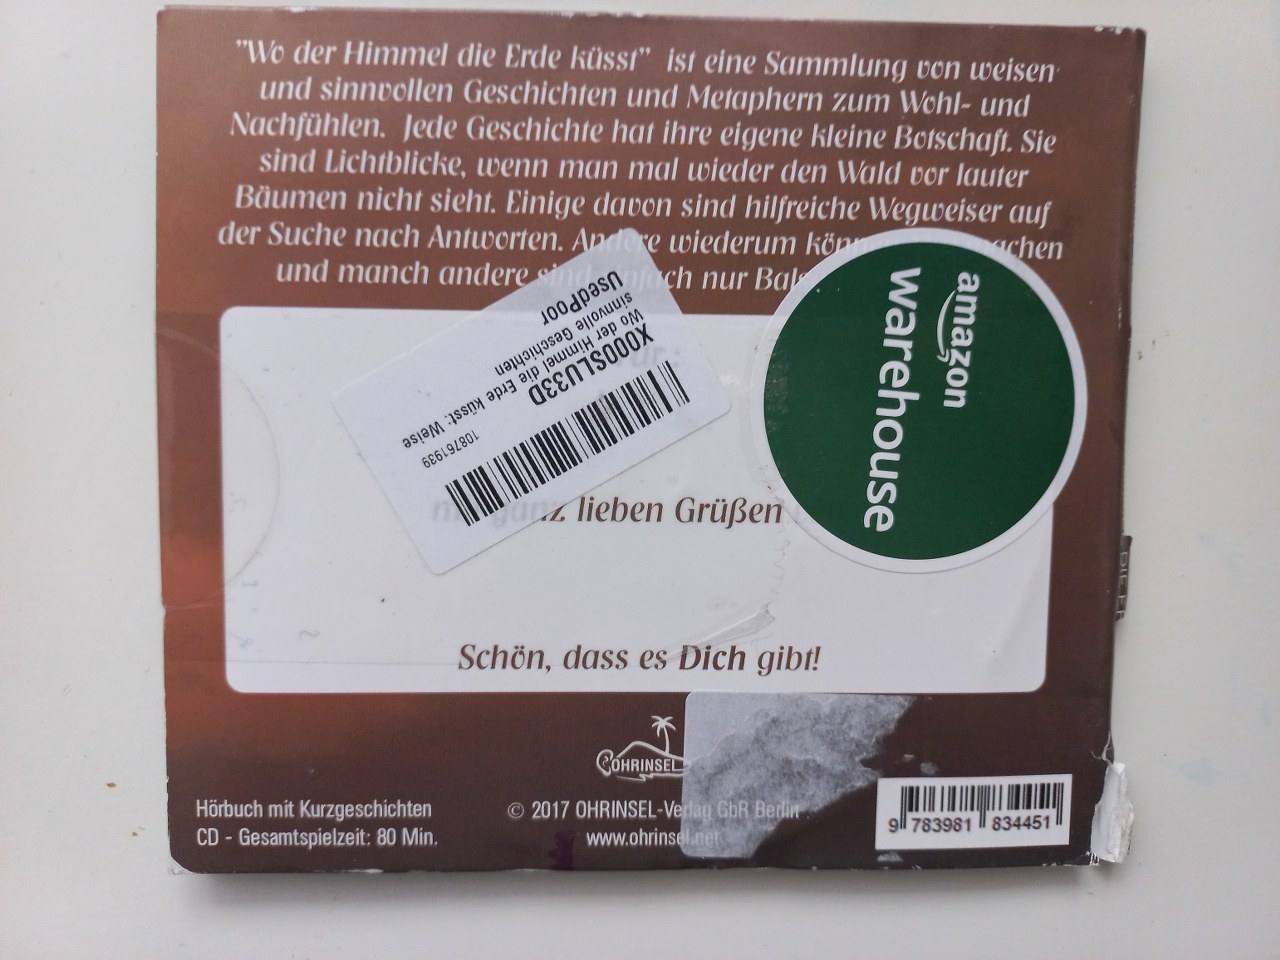 "Wo der Himmel die Erde küsst" ist eine Sammlung von weisen
und sinnvollen Geschichten und Metaphern zum Wohl- und
Nachfühlen. Jede Geschichte hat ihre eigene kleine Botschaft. Sie
sind Lichtblicke, wenn man mal wieder den Wald vor lauter
Bäumen nicht sieht. Einige davon sind hilfreiche Wegweiser auf
der Suche nach Antworten. Andere wiederum
und manch andere sind einfach nur
amazon
warehouse
X000SLU33D
Wo der Himmel die Erde küsst: Weise
sinnvolle Geschichten
UsedPoor
108761939
ganz lieben Grüßen
Schön, dass es Dich gibt!
OHRINSEL
Hörbuch mit Kurzgeschichten
CD - Gesamtspielzeit: 80 Min.
© 2017 OHRINSEL-Verlag GbR Berlin
www.ohrinsel.net
9 783981 834451